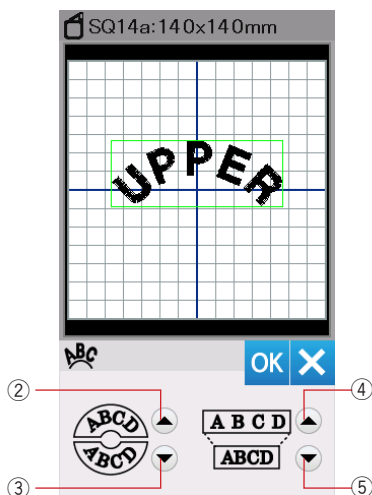 SQ14a:140x140mm
UPPER
ABC
OK
② ABCD A B C D ④
③ ABCD ABCD ⑤